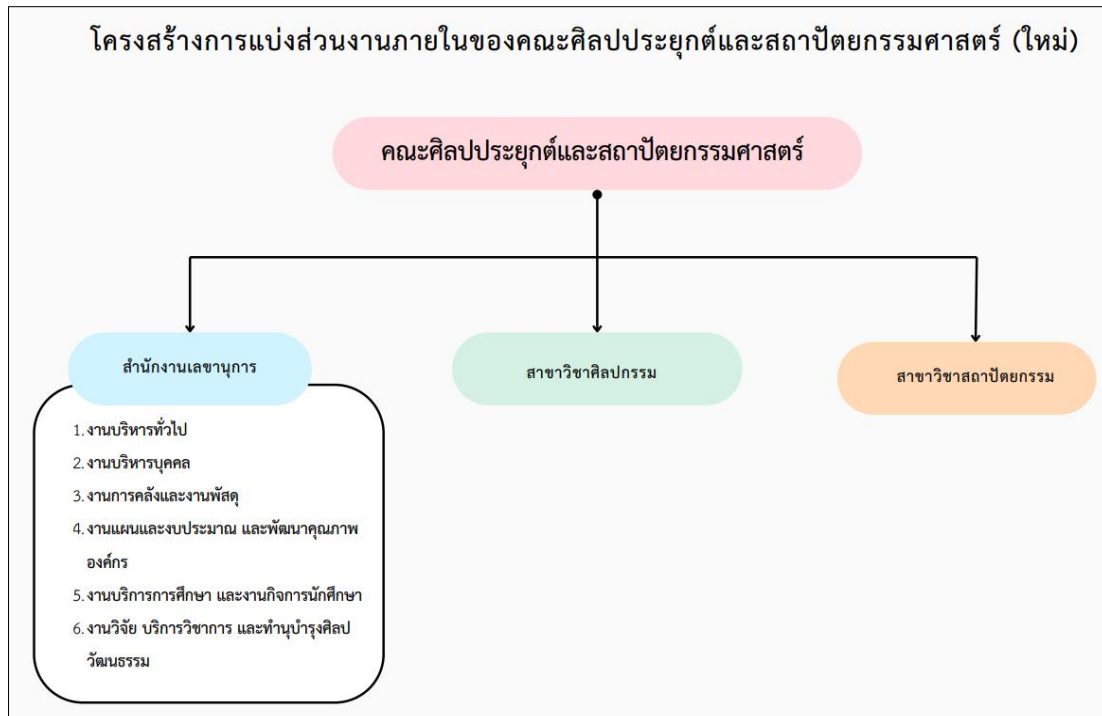 โครงสร้างการแบ่งส่วนงานภายในของคณะศิลปประยุกต์และสถาปัตยกรรมศาสตร์ (ใหม่)
คณะศิลปประยุกต์และสถาปัตยกรรมศาสตร์
สำนักงานเลขานุการ
สาขาวิชาศิลปกรรม
สาขาวิชาสถาปัตยกรรม
1. งานบริหารทั่วไป
2. งานบริหารบุคคล
3. งานการคลังและงานพัสดุ
4. งานแผนและงบประมาณ และพัฒนาคุณภาพ
องค์กร
5. งานบริการการศึกษา และงานกิจการนักศึกษา
6. งานวิจัย บริการวิชาการ และทำนุบำรุงศิลป
วัฒนธรรม